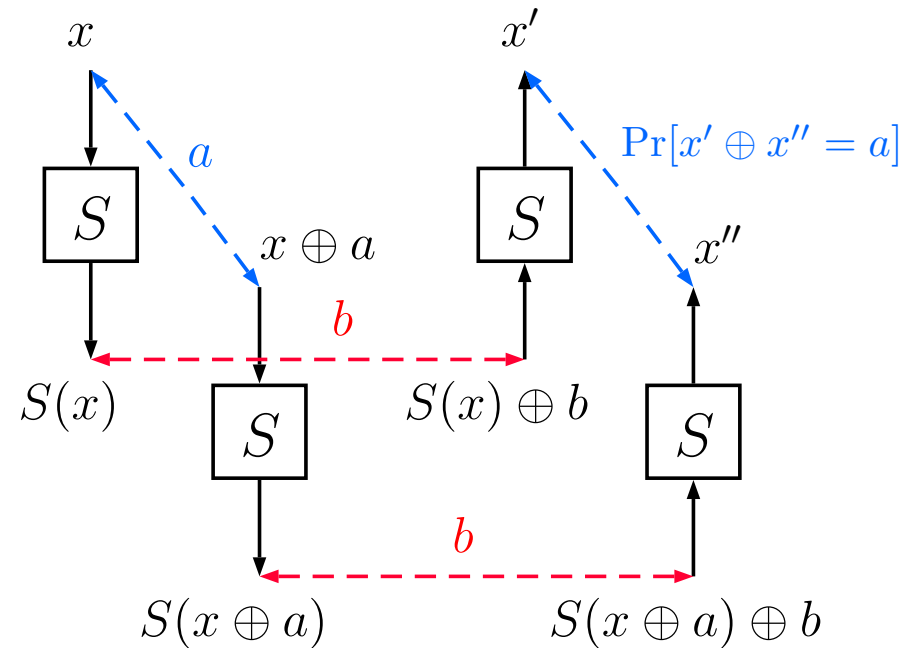 x x′
a Pr[x′ ⊕ x″ = a]
S S
x ⊕ a x″
b
S(x) S(x) ⊕ b
S S
b
S(x ⊕ a) S(x ⊕ a) ⊕ b